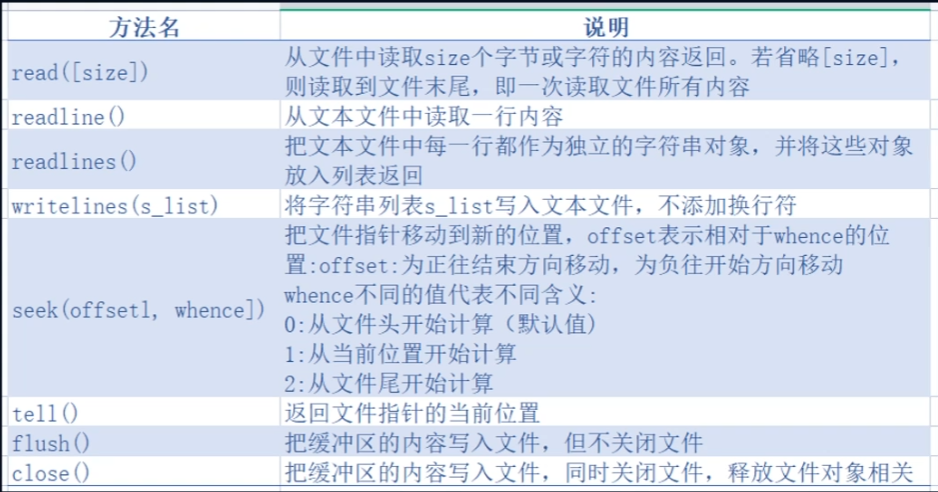 方法名 说明
read([size]) 从文件中读取size个字节或字符的内容返回。若省略[size],
则读取到文件末尾，即一次读取文件所有内容
readline() 从文本文件中读取一行内容
readlines() 把文本文件中每一行都作为独立的字符串对象，并将这些对象
放入列表返回
writelines(s_list) 将字符串列表s_list写入文本文件，不添加换行符
seek(offsetl, whence]) 把文件指针移动到新的位置，offset表示相对于whence的位
置:offset:为正往结束方向移动，为负往开始方向移动
whence不同的值代表不同含义:
0:从文件头开始计算（默认值)
1:从当前位置开始计算
2:从文件尾开始计算
tell() 返回文件指针的当前位置
flush() 把缓冲区的内容写入文件，但不关闭文件
close() 把缓冲区的内容写入文件，同时关闭文件，释放文件对象相关